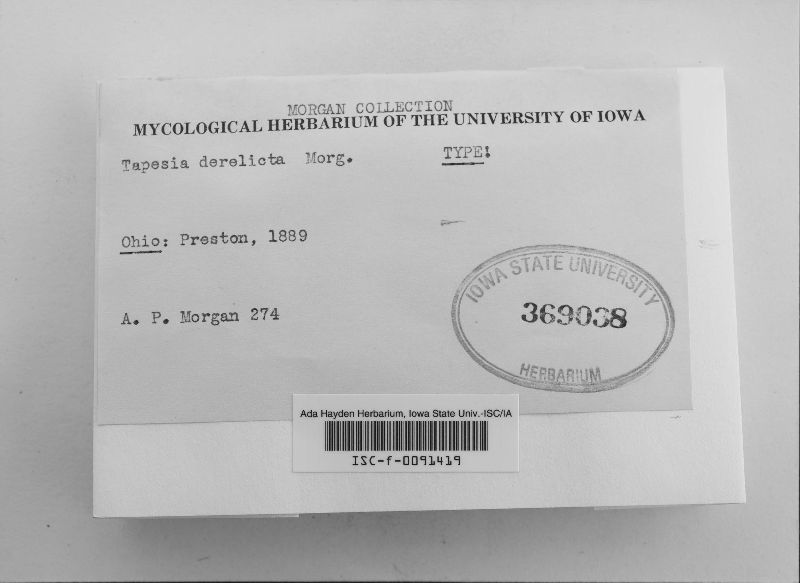 MORGAN COLLECTION
MYCOLOGICAL HERBARIUM OF THE UNIVERSITY OF IOWA
Tapesia derelicta Morg. TYPE!
Ohio: Preston, 1889
A. P. Morgan 274
IOWA STATE UNIVERSITY
369038
HERBARIUM
Ada Hayden Herbarium, Iowa State Univ.-ISC/IA
ISC-f-0091419